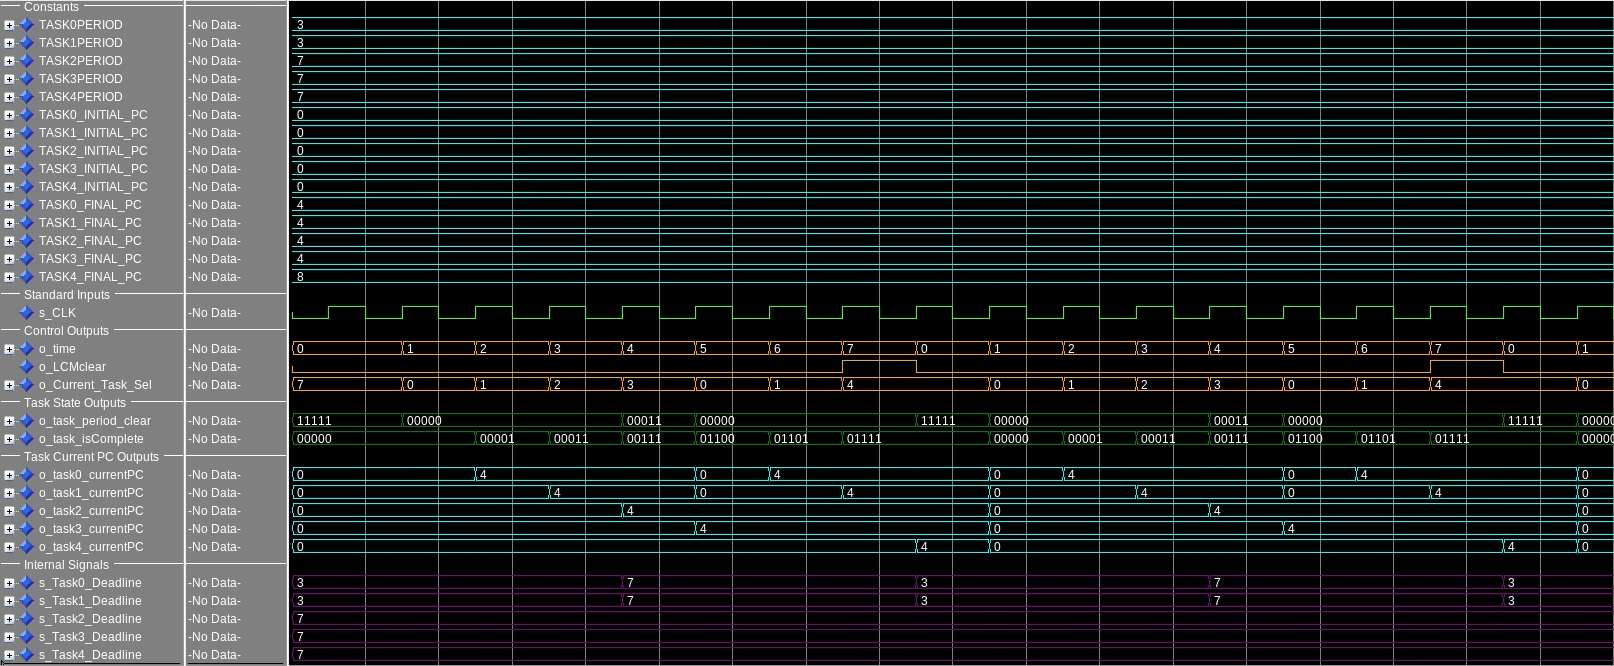 Constants
TASK0PERIOD -No Data- 3
TASK1PERIOD -No Data- 3
TASK2PERIOD -No Data- 7
TASK3PERIOD -No Data- 7
TASK4PERIOD -No Data- 7
TASK0_INITIAL_PC -No Data- 0
TASK1_INITIAL_PC -No Data- 0
TASK2_INITIAL_PC -No Data- 0
TASK3_INITIAL_PC -No Data- 0
TASK4_INITIAL_PC -No Data- 0
TASK0_FINAL_PC -No Data- 4
TASK1_FINAL_PC -No Data- 4
TASK2_FINAL_PC -No Data- 4
TASK3_FINAL_PC -No Data- 4
TASK4_FINAL_PC -No Data- 8
Standard Inputs
s_CLK -No Data-
Control Outputs
o_time -No Data- 0 1 2 3 4 5 6 7 0 1 2 3 4 5 6 7 0 1
o_LCMclear -No Data-
o_Current_Task_Sel -No Data- 7 0 1 2 3 0 1 4 0 1 2 3 0 1 4 0
Task State Outputs
o_task_period_clear -No Data- 11111 00000 00011 00000 11111 00000 00011 00000 11111 00000
o_task_isComplete -No Data- 00000 00001 00011 00111 01100 01101 01111 00000 00001 00011 00111 01100 01101 01111 00000
Task Current PC Outputs
o_task0_currentPC -No Data- 0 4 0 4 0 4 0 4 0
o_task1_currentPC -No Data- 0 4 0 4 0 4 0 4 0
o_task2_currentPC -No Data- 0 4 0 4 0
o_task3_currentPC -No Data- 0 4 0 4 0
o_task4_currentPC -No Data- 0 4 0 4 0
Internal Signals
s_Task0_Deadline -No Data- 3 7 3 7 3
s_Task1_Deadline -No Data- 3 7 3 7 3
s_Task2_Deadline -No Data- 7
s_Task3_Deadline -No Data- 7
s_Task4_Deadline -No Data- 7